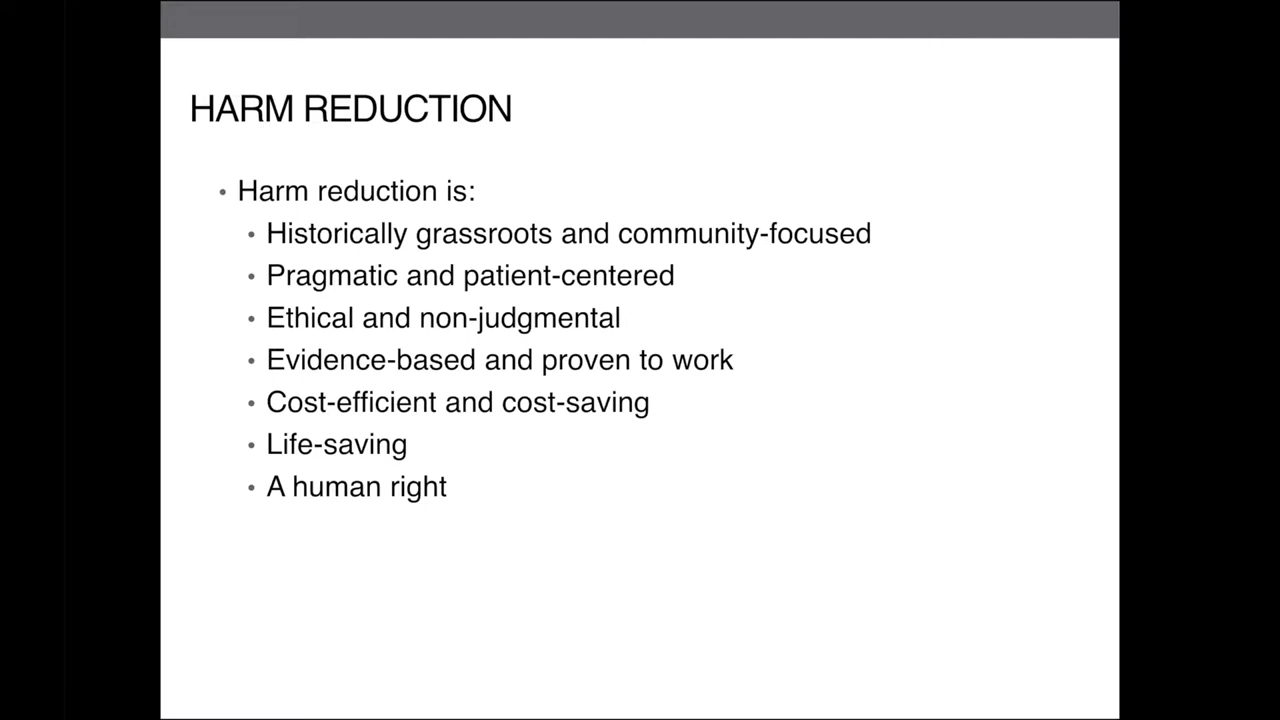 HARM REDUCTION
• Harm reduction is:
• Historically grassroots and community-focused
• Pragmatic and patient-centered
• Ethical and non-judgmental
• Evidence-based and proven to work
• Cost-efficient and cost-saving
• Life-saving
• A human right